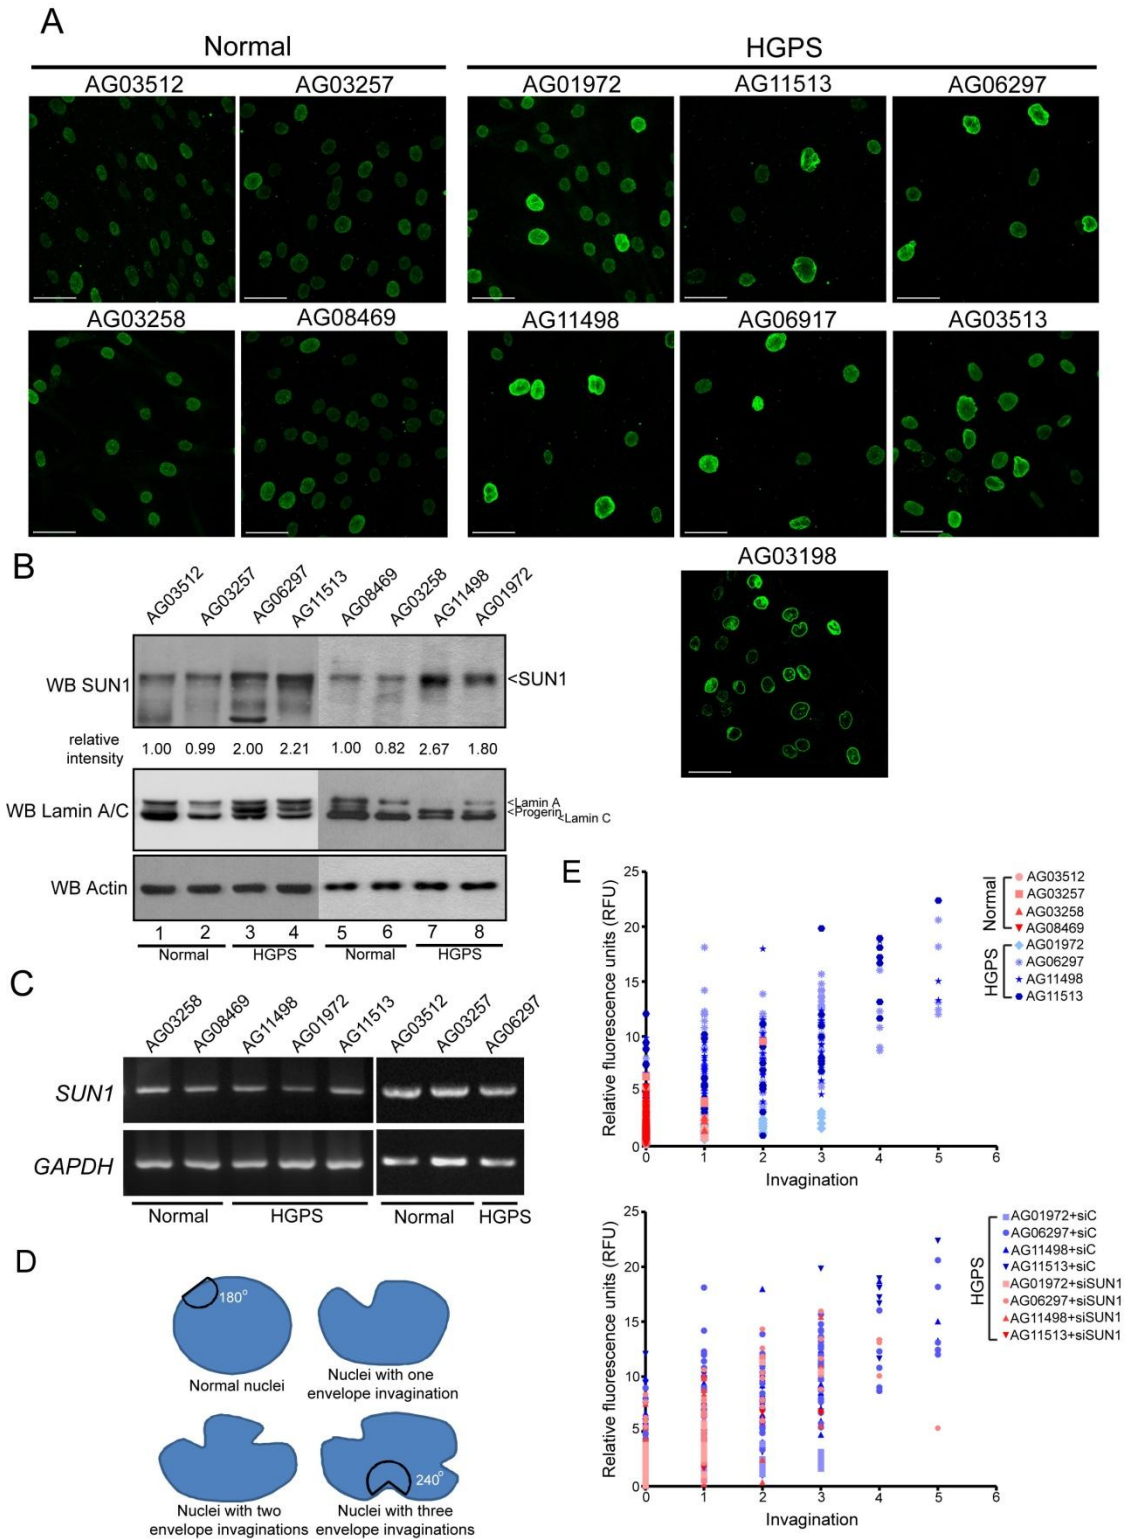 A
Normal
HGPS
AG03512
AG03257
AG01972
AG11513
AG06297
AG03258
AG08469
AG11498
AG06917
AG03513
AG03198
B
AG03512
AG03257
AG06297
AG11513
AG08469
AG03258
AG11498
AG01972
WB SUN1
<SUN1
relative
intensity
1.00 0.99 2.00 2.21 1.00 0.82 2.67 1.80
WB Lamin A/C
<Lamin A
<Progerin
<Lamin C
WB Actin
1 2 3 4 5 6 7 8
Normal HGPS Normal HGPS
C
AG03258
AG08469
AG11498
AG01972
AG11513
AG03512
AG03257
AG06297
SUN1
GAPDH
Normal HGPS Normal HGPS
D
180°
Normal nuclei
Nuclei with one
envelope invagination
Nuclei with two
envelope invaginations
240°
Nuclei with three
envelope invaginations
E
Relative fluorescence units (RFU)
25
20
15
10
5
0
0 1 2 3 4 5 6
Invagination
Normal
AG03512
AG03257
AG03258
AG08469
HGPS
AG01972
AG06297
AG11498
AG11513
Relative fluorescence units (RFU)
25
20
15
10
5
0
0 1 2 3 4 5 6
Invagination
HGPS
AG01972+siC
AG06297+siC
AG11498+siC
AG11513+siC
AG01972+siSUN1
AG06297+siSUN1
AG11498+siSUN1
AG11513+siSUN1